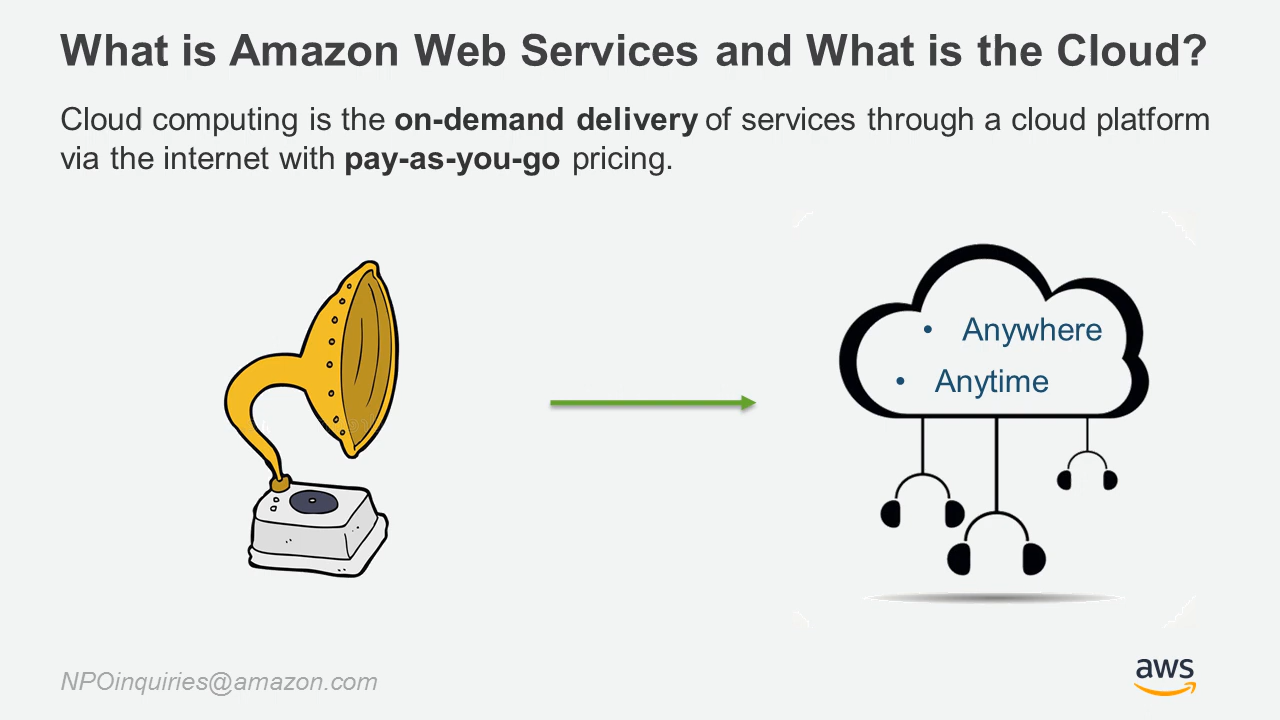 What is Amazon Web Services and What is the Cloud?
Cloud computing is the on-demand delivery of services through a cloud platform
via the internet with pay-as-you-go pricing.
• Anywhere
• Anytime
NPOinquiries@amazon.com
aws